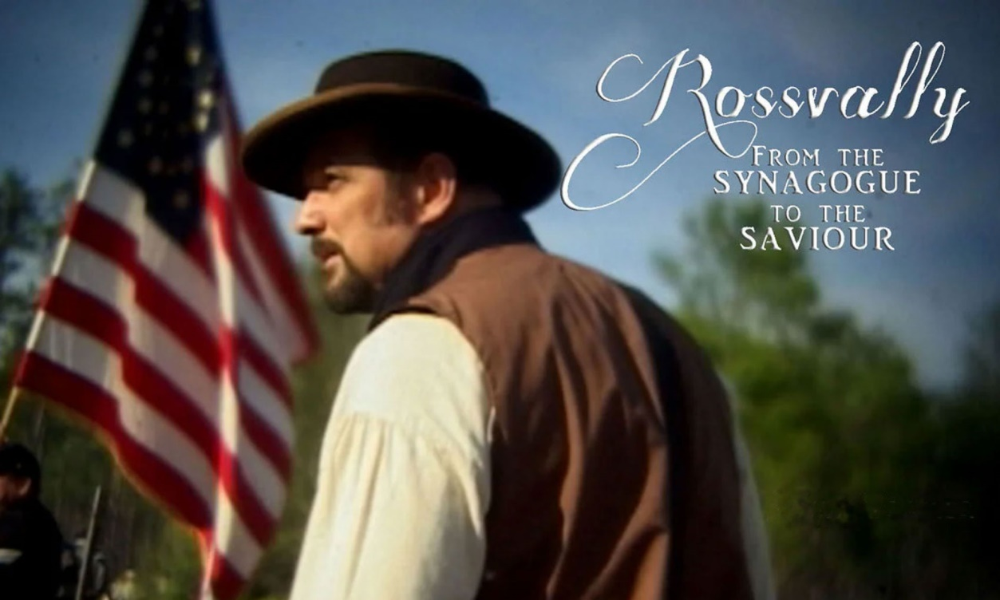 Rossvally
FROM THE
SYNAGOGUE
TO THE
SAVIOUR